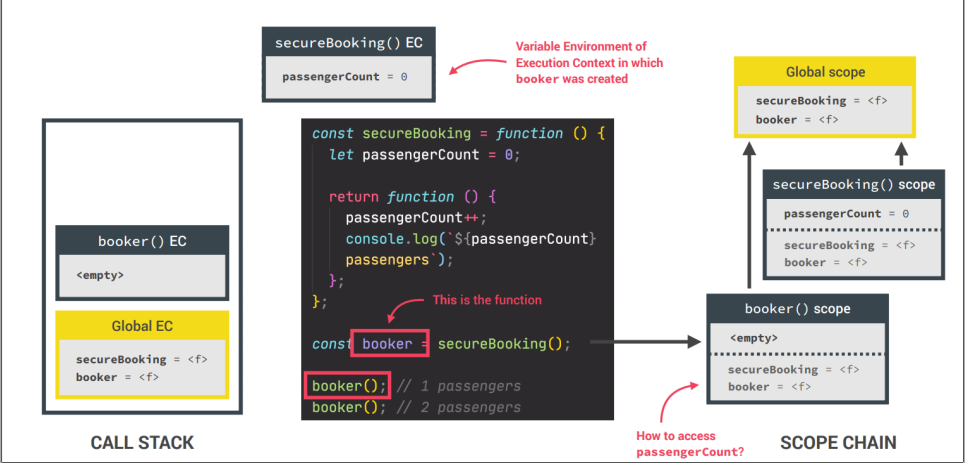 secureBooking() EC
passengerCount = 0
Variable Environment of
Execution Context in which
booker was created
Global scope
secureBooking = <f>
booker = <f>
const secureBooking = function () {
let passengerCount = 0;
return function () {
passengerCount++;
console.log(`${passengerCount}
passengers`);
};
};
This is the function
const booker = secureBooking();
booker(); // 1 passengers
booker(); // 2 passengers
secureBooking() scope
passengerCount = 0
secureBooking = <f>
booker = <f>
booker() EC
<empty>
Global EC
secureBooking = <f>
booker = <f>
booker() scope
<empty>
secureBooking = <f>
booker = <f>
How to access
passengerCount?
CALL STACK
SCOPE CHAIN